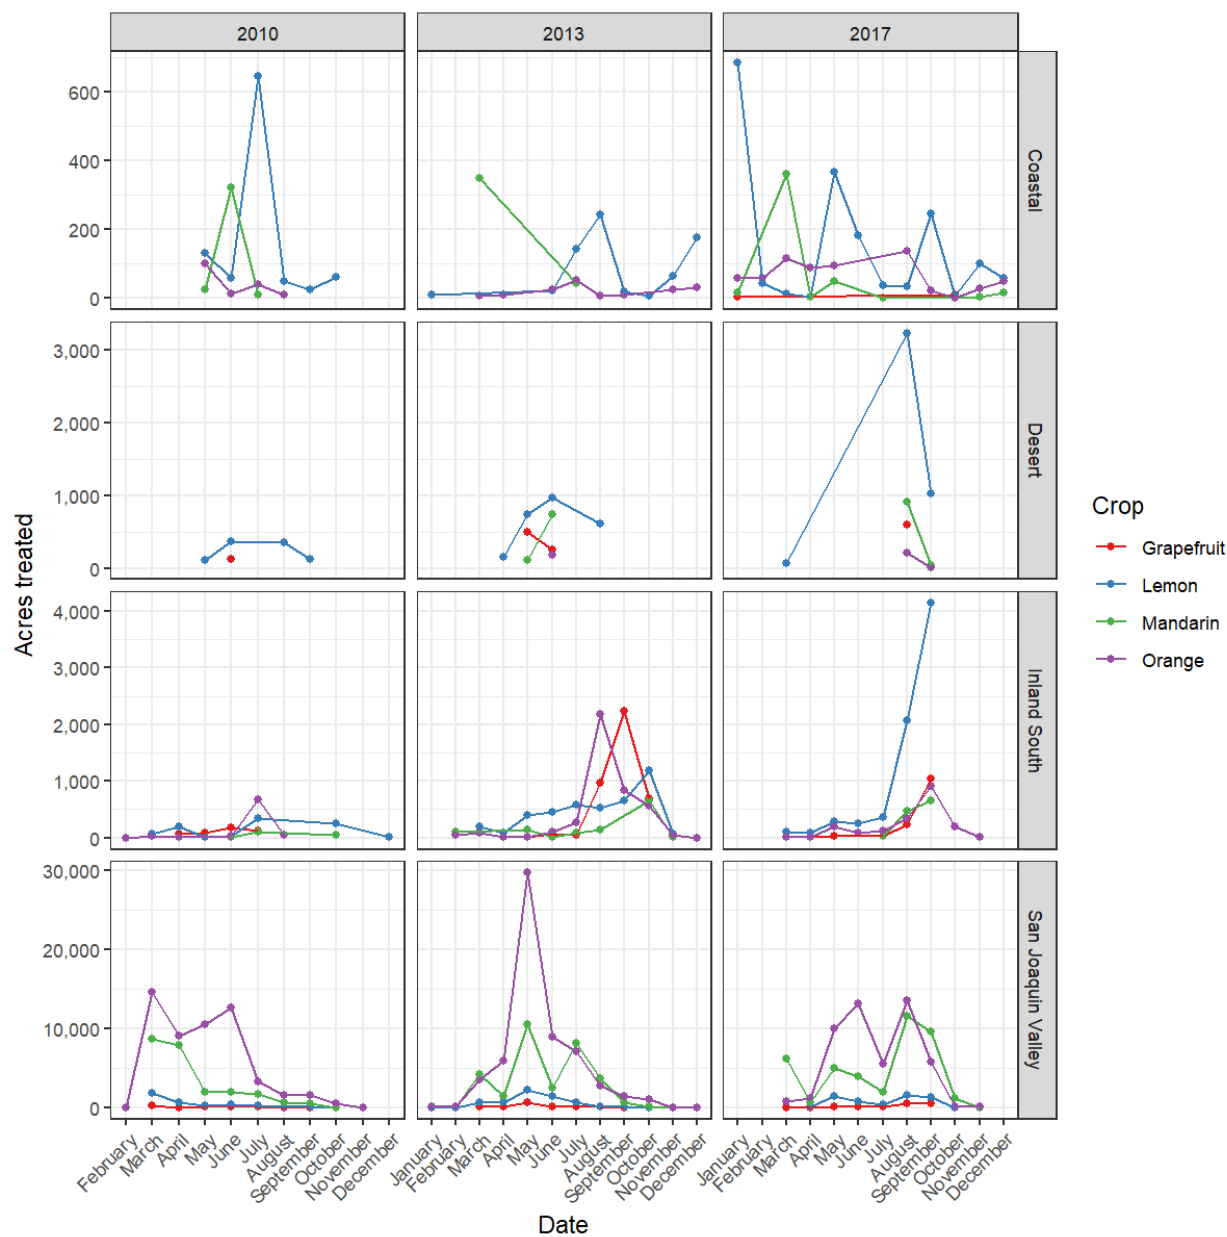 2010
2013
2017
600
400
200
0
Coastal
3,000
2,000
1,000
0
Desert
4,000
3,000
2,000
1,000
0
Inland South
30,000
20,000
10,000
0
San Joaquin Valley
Acres treated
February
March
April
May
June
July
August
September
October
November
December
January
February
March
April
May
June
July
August
September
October
November
December
January
February
March
April
May
June
July
August
September
October
November
December
Date
Crop
Grapefruit
Lemon
Mandarin
Orange